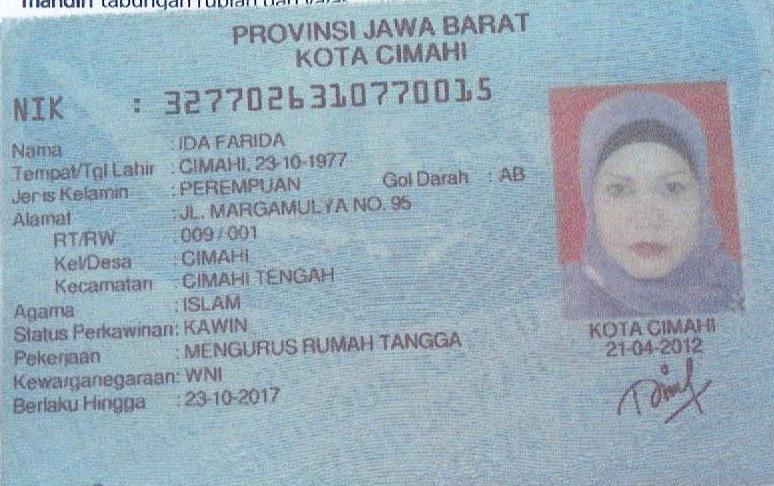 mandiri tabungan rupiah dan valas
PROVINSI JAWA BARAT
KOTA CIMAHI
NIK : 3277026310770015
Nama : IDA FARIDA
Tempat/Tgl Lahir : CIMAHI, 23-10-1977
Jenis Kelamin : PEREMPUAN Gol Darah : AB
Alamat : JL. MARGAMULYA NO. 95
RT/RW : 009/001
Kel/Desa : CIMAHI
Kecamatan : CIMAHI TENGAH
Agama : ISLAM
Status Perkawinan: KAWIN
Pekerjaan : MENGURUS RUMAH TANGGA
Kewarganegaraan: WNI
Berlaku Hingga : 23-10-2017
KOTA CIMAHI
21-04-2012